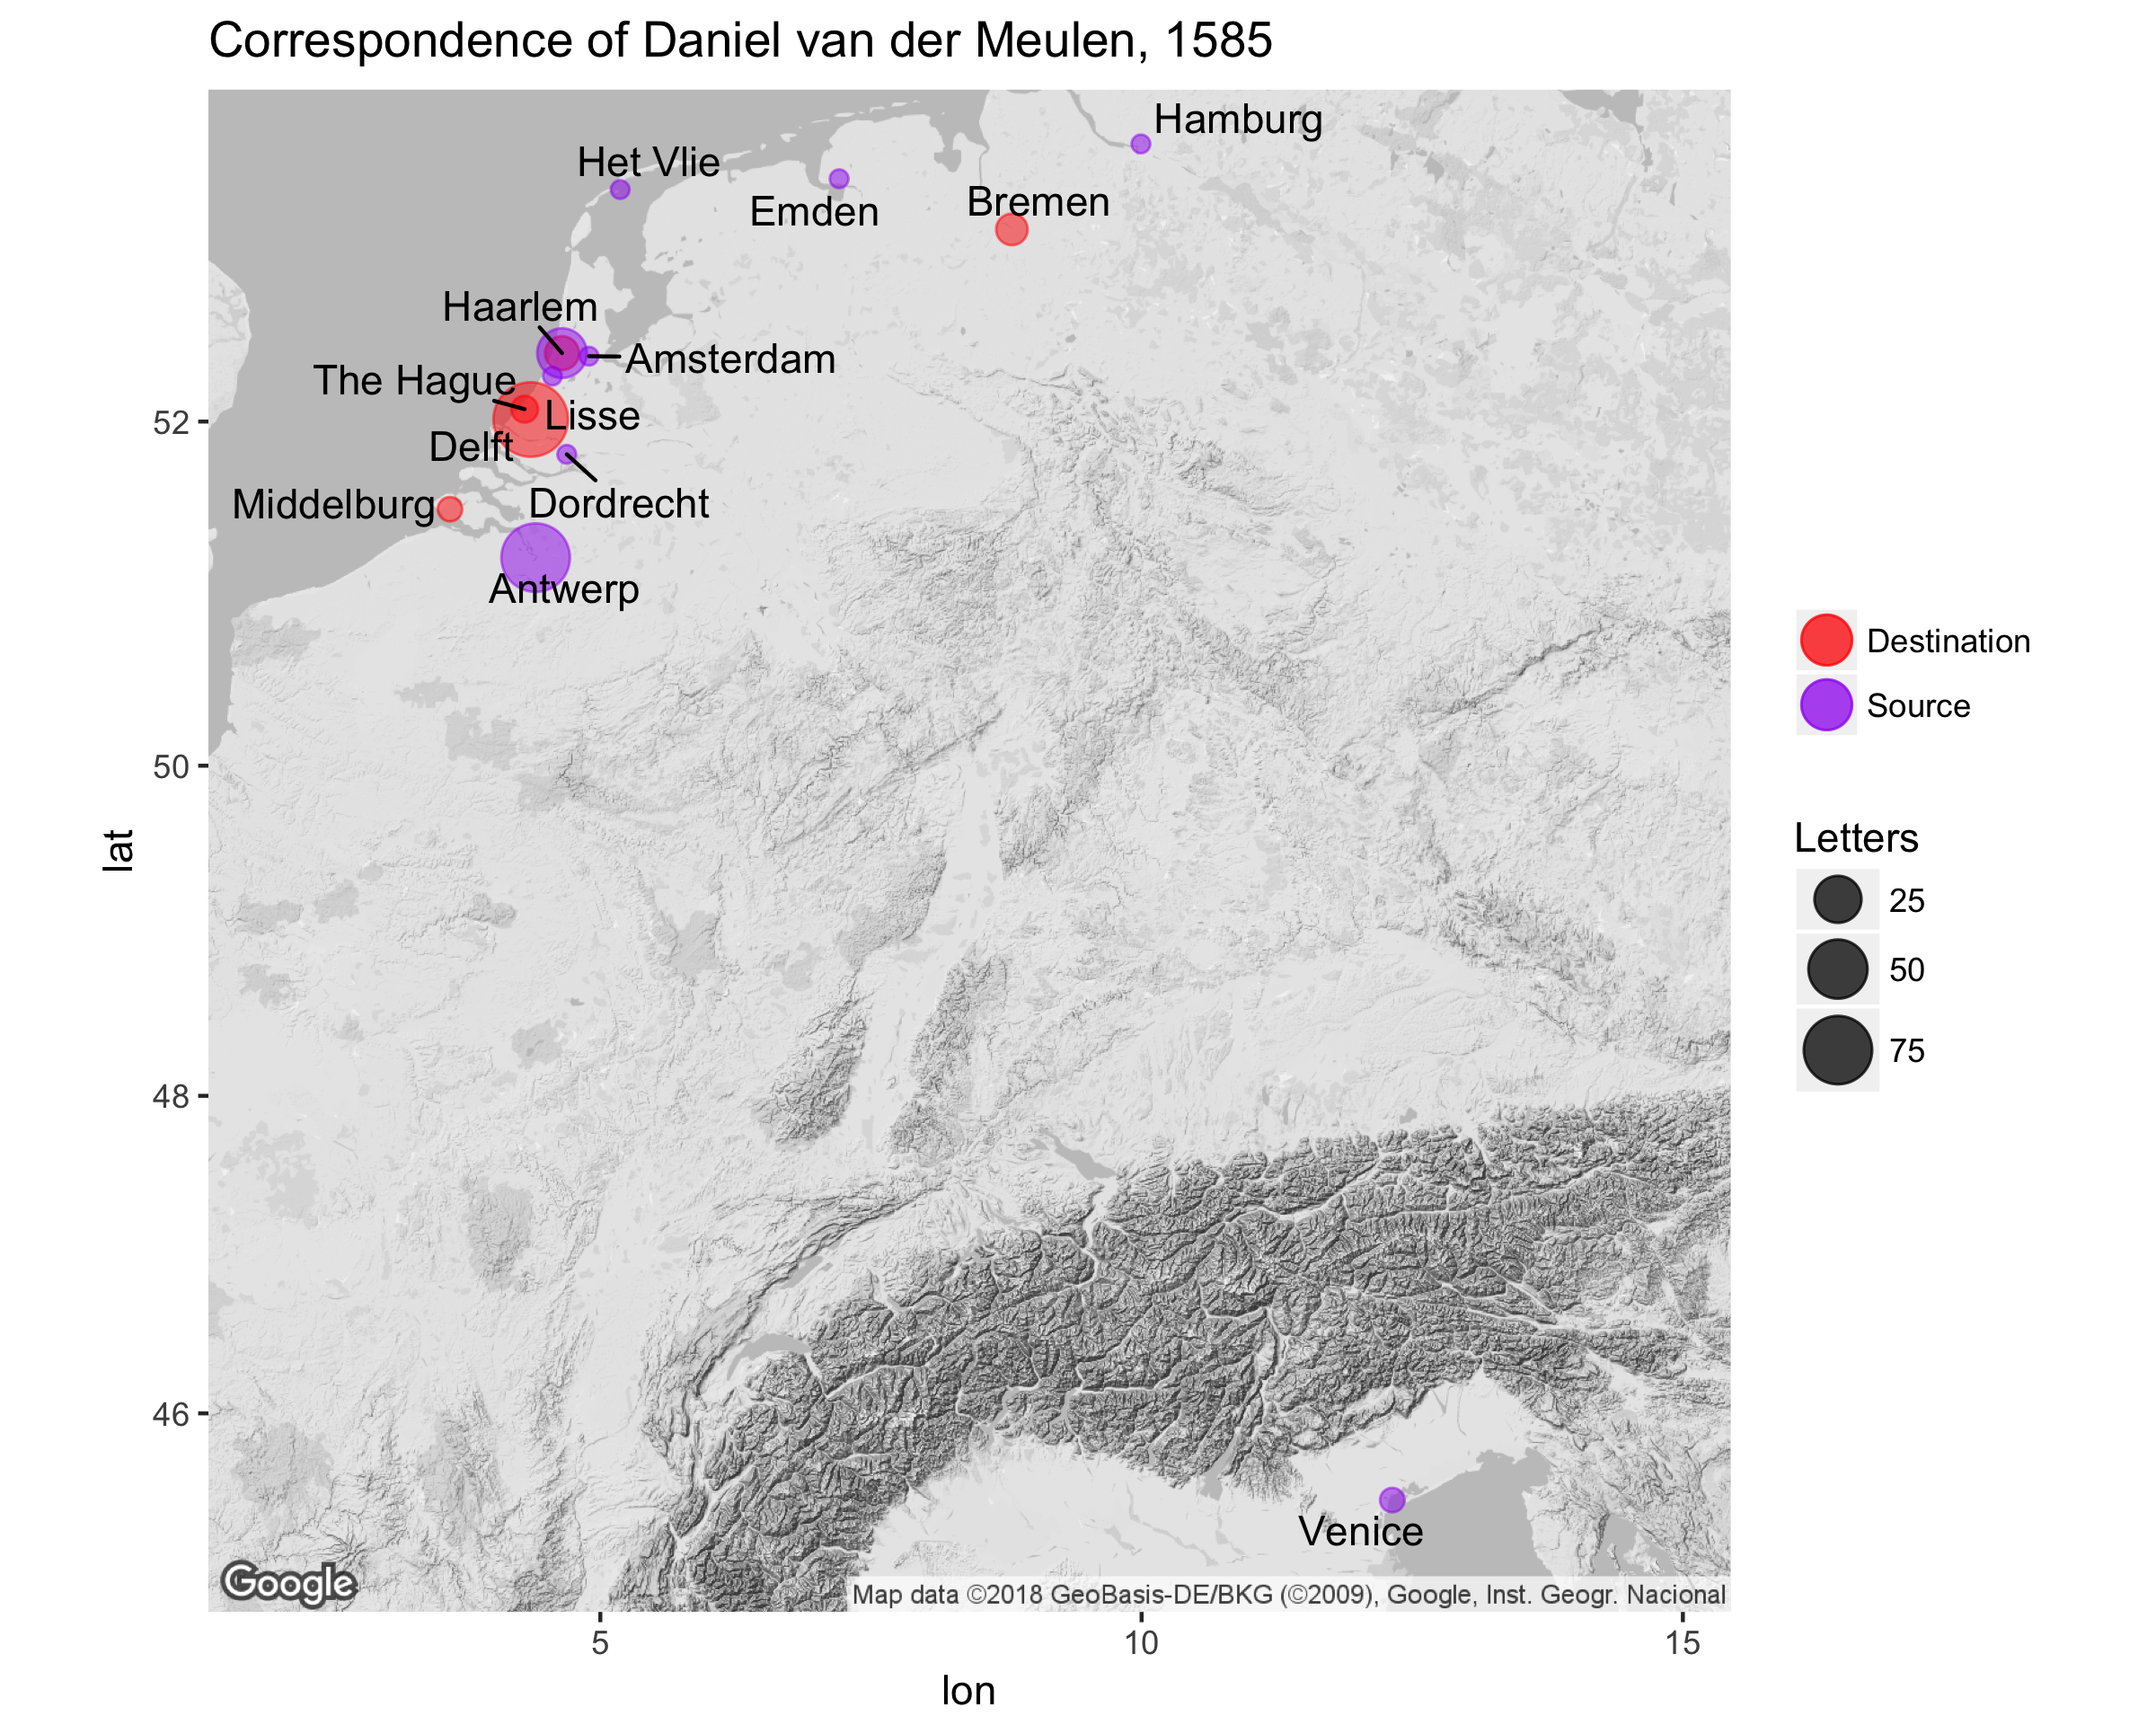 Correspondence of Daniel van der Meulen, 1585
Hamburg
Het Vlie
Emden
Bremen
Haarlem
Amsterdam
The Hague
Lisse
Delft
Middelburg
Dordrecht
Antwerp
Venice
52
50
48
46
lat
5
10
15
lon
Destination
Source
Letters
25
50
75
Google
Map data ©2018 GeoBasis-DE/BKG (©2009), Google, Inst. Geogr. Nacional